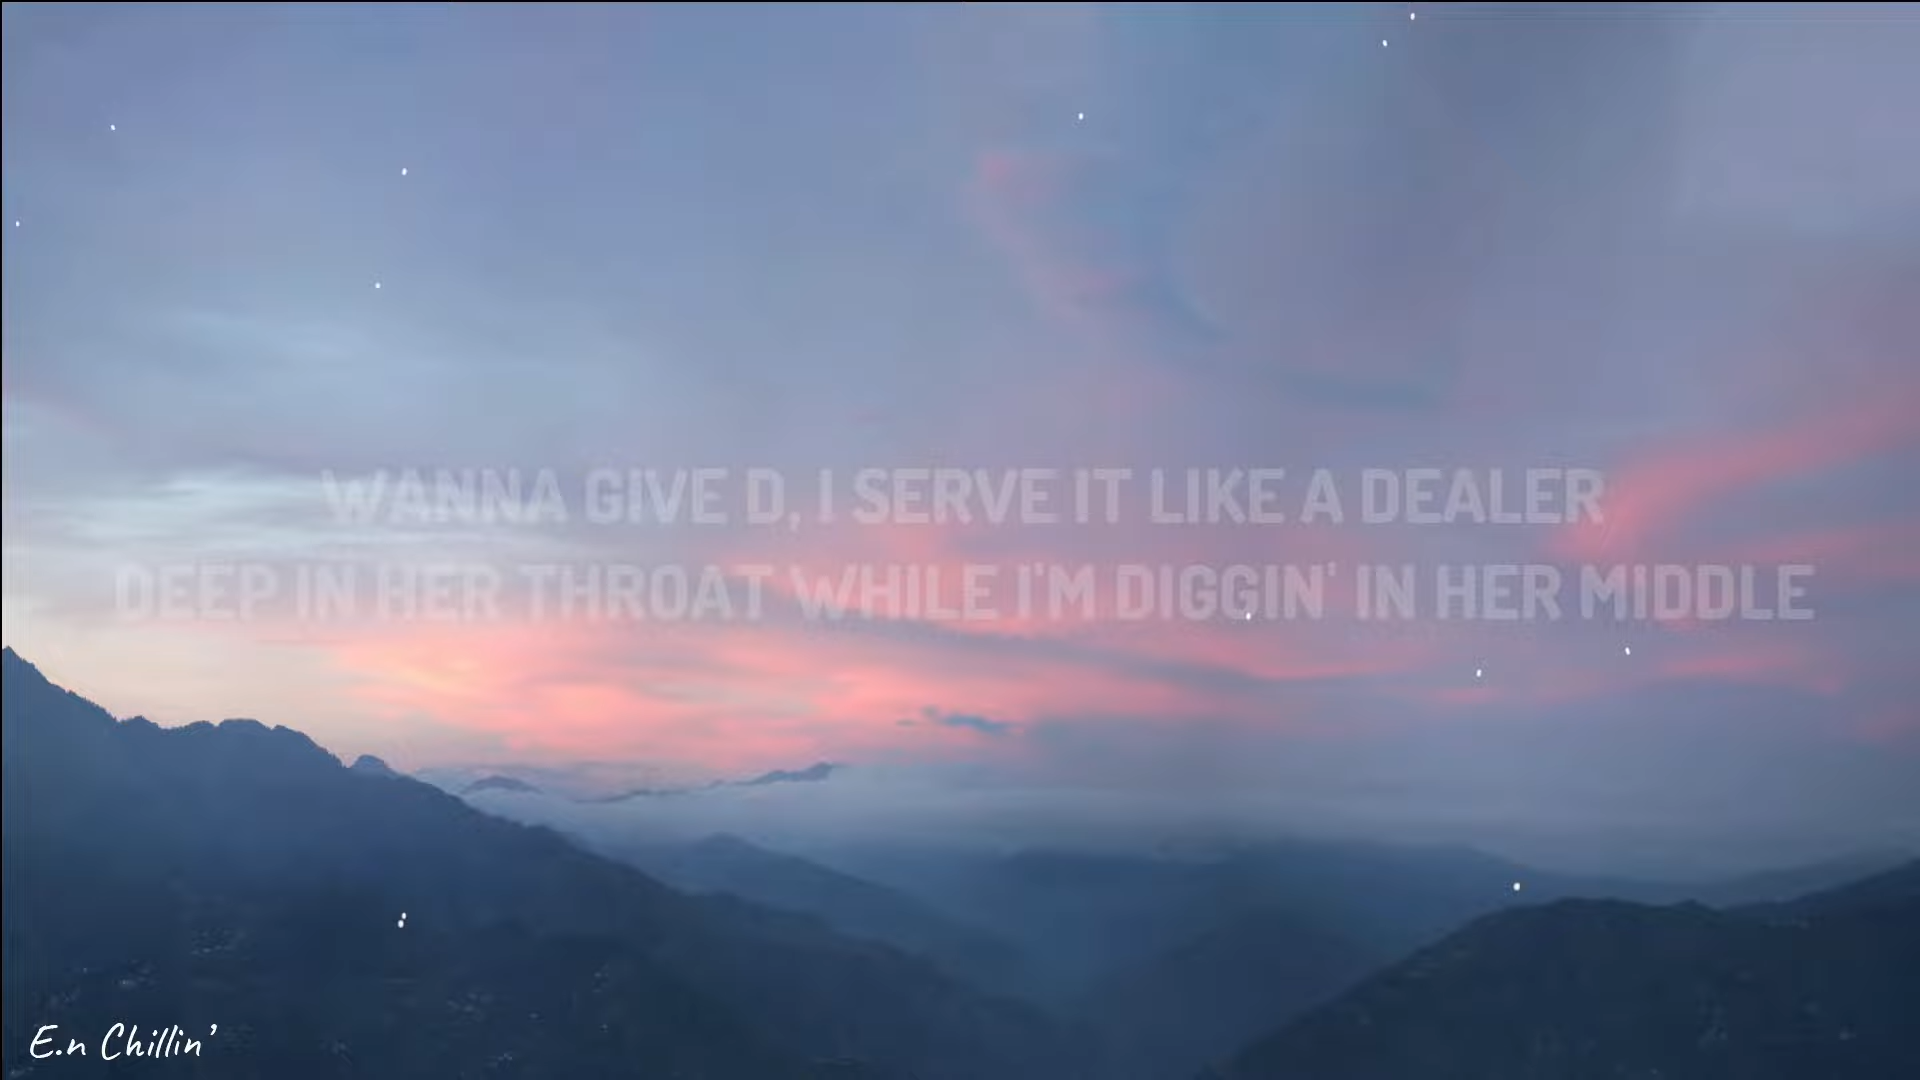 WANNA GIVE D, I SERVE IT LIKE A DEALER
DEEP IN HER THROAT WHILE I'M DIGGIN' IN HER MIDDLE
E.n Chillin'